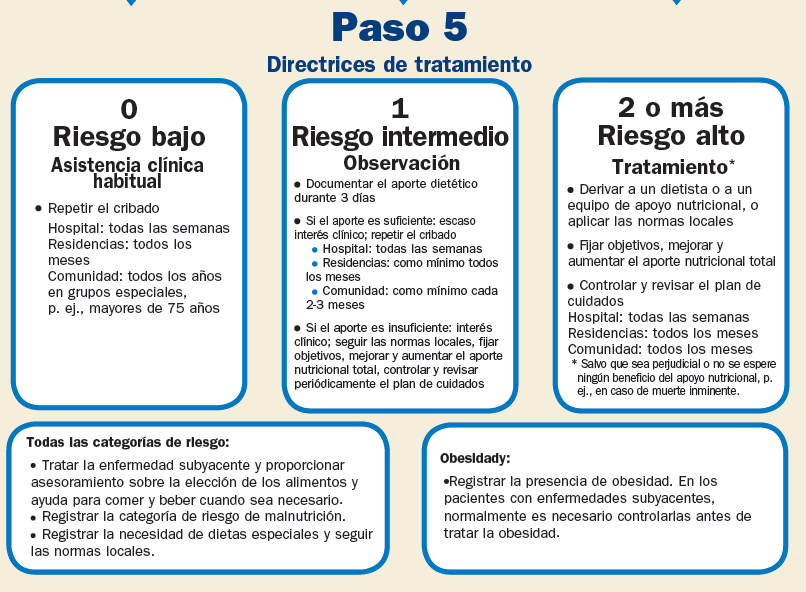 Paso 5
Directrices de tratamiento
0
Riesgo bajo
Asistencia clínica
habitual
• Repetir el cribado
Hospital: todas las semanas
Residencias: todos los
meses
Comunidad: todos los años
en grupos especiales,
p. ej., mayores de 75 años
1
Riesgo intermedio
Observación
• Documentar el aporte dietético
durante 3 días
• Si el aporte es suficiente: escaso
interés clínico; repetir el cribado
• Hospital: todas las semanas
• Residencias: como mínimo todos
los meses
• Comunidad: como mínimo cada
2-3 meses
• Si el aporte es insuficiente: interés
clínico; seguir las normas locales, fijar
objetivos, mejorar y aumentar el aporte
nutricional total, controlar y revisar
periódicamente el plan de cuidados
2 o más
Riesgo alto
Tratamiento*
• Derivar a un dietista o a un
equipo de apoyo nutricional, o
aplicar las normas locales
• Fijar objetivos, mejorar y
aumentar el aporte nutricional total
• Controlar y revisar el plan de
cuidados
Hospital: todas las semanas
Residencias: todos los meses
Comunidad: todos los meses
* Salvo que sea perjudicial o no se espere
ningún beneficio del apoyo nutricional, p.
ej., en caso de muerte inminente.
Todas las categorías de riesgo:
• Tratar la enfermedad subyacente y proporcionar
asesoramiento sobre la elección de los alimentos y
ayuda para comer y beber cuando sea necesario.
• Registrar la categoría de riesgo de malnutrición.
• Registrar la necesidad de dietas especiales y seguir
las normas locales.
Obesidady:
•Registrar la presencia de obesidad. En los
pacientes con enfermedades subyacentes,
normalmente es necesario controlarlas antes de
tratar la obesidad.